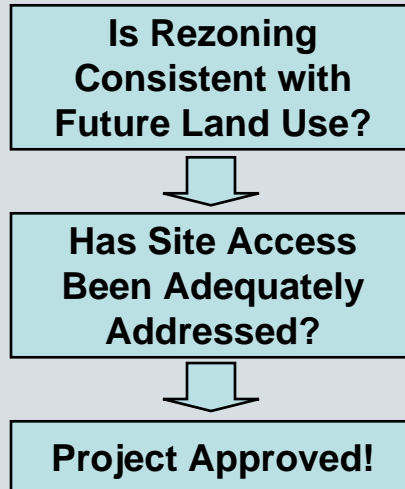 Is Rezoning
Consistent with
Future Land Use?
Has Site Access
Been Adequately
Addressed?
Project Approved!